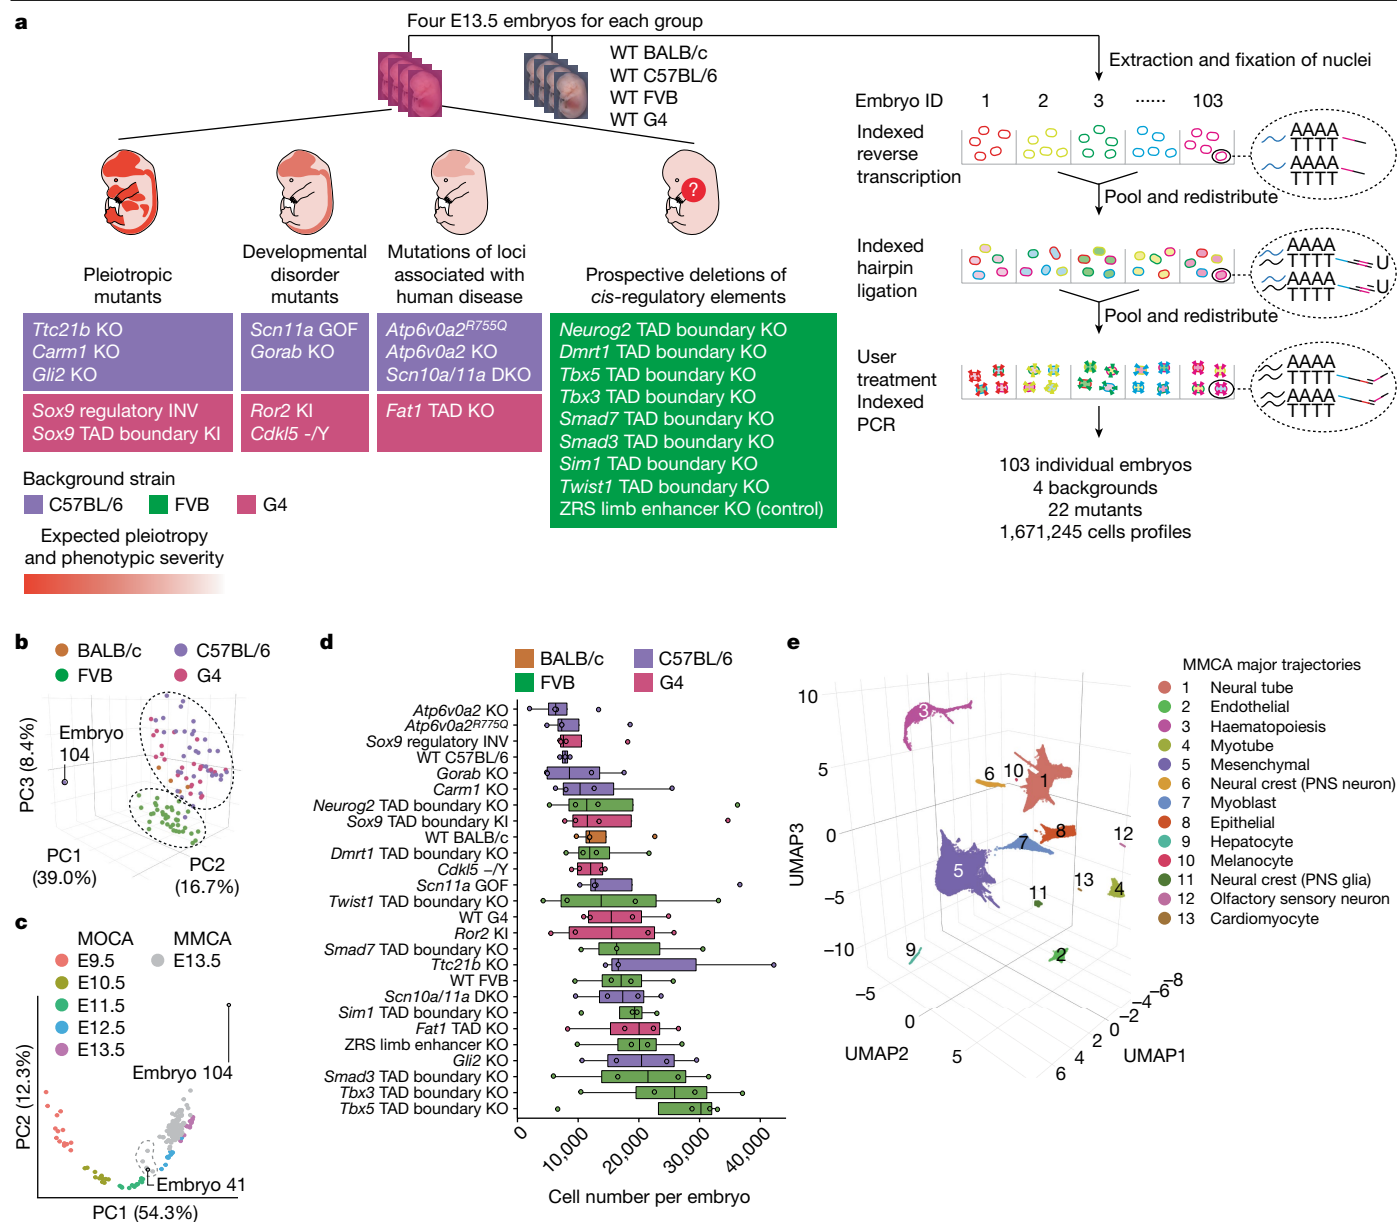 a
Four E13.5 embryos for each group
WT BALB/c
WT C57BL/6
WT FVB
WT G4
Extraction and fixation of nuclei
Embryo ID 1 2 3 ...... 103
Indexed
reverse
transcription
AAAA
TTTT
AAAA
TTTT
Pool and redistribute
Indexed
hairpin
ligation
AAAA
TTTT
U
AAAA
TTTT
U
Pool and redistribute
User
treatment
Indexed
PCR
AAAA
TTTT
AAAA
TTTT
103 individual embryos
4 backgrounds
22 mutants
1,671,245 cells profiles
?
Pleiotropic
mutants
Developmental
disorder
mutants
Mutations of loci
associated with
human disease
Prospective deletions of
cis-regulatory elements
Ttc21b KO
Carm1 KO
Gli2 KO
Sox9 regulatory INV
Sox9 TAD boundary KI
Scn11a GOF
Gorab KO
Ror2 KI
Cdkl5 -/Y
Atp6v0a2R755Q
Atp6v0a2 KO
Scn10a/11a DKO
Fat1 TAD KO
Neurog2 TAD boundary KO
Dmrt1 TAD boundary KO
Tbx5 TAD boundary KO
Tbx3 TAD boundary KO
Smad7 TAD boundary KO
Smad3 TAD boundary KO
Sim1 TAD boundary KO
Twist1 TAD boundary KO
ZRS limb enhancer KO (control)
Background strain
C57BL/6 FVB G4
Expected pleiotropy
and phenotypic severity
b
BALB/c C57BL/6
FVB G4
Embryo
104
PC3 (8.4%)
PC1
(39.0%)
PC2
(16.7%)
c
MOCA MMCA
E9.5 E13.5
E10.5
E11.5
E12.5
E13.5
Embryo 104
Embryo 41
PC2 (12.3%)
PC1 (54.3%)
d
BALB/c C57BL/6
FVB G4
Atp6v0a2 KO
Atp6v0a2R775Q
Sox9 regulatory INV
WT C57BL/6
Gorab KO
Carm1 KO
Neurog2 TAD boundary KO
Sox9 TAD boundary KI
WT BALB/c
Dmrt1 TAD boundary KO
Cdkl5 −/Y
Scn11a GOF
Twist1 TAD boundary KO
WT G4
Ror2 KI
Smad7 TAD boundary KO
Ttc21b KO
WT FVB
Scn10a/11a DKO
Sim1 TAD boundary KO
Fat1 TAD KO
ZRS limb enhancer KO
Gli2 KO
Smad3 TAD boundary KO
Tbx3 TAD boundary KO
Tbx5 TAD boundary KO
0 10,000 20,000 30,000 40,000
Cell number per embryo
e
MMCA major trajectories
1 Neural tube
2 Endothelial
3 Haematopoiesis
4 Myotube
5 Mesenchymal
6 Neural crest (PNS neuron)
7 Myoblast
8 Epithelial
9 Hepatocyte
10 Melanocyte
11 Neural crest (PNS glia)
12 Olfactory sensory neuron
13 Cardiomyocyte
10
5
0
−5
−10
UMAP3
3
6 10 1
12
8
7
5
13
4
11
9
2
−5
0
5
UMAP2
−8
−6
−4
−2
0
2
4
6
UMAP1